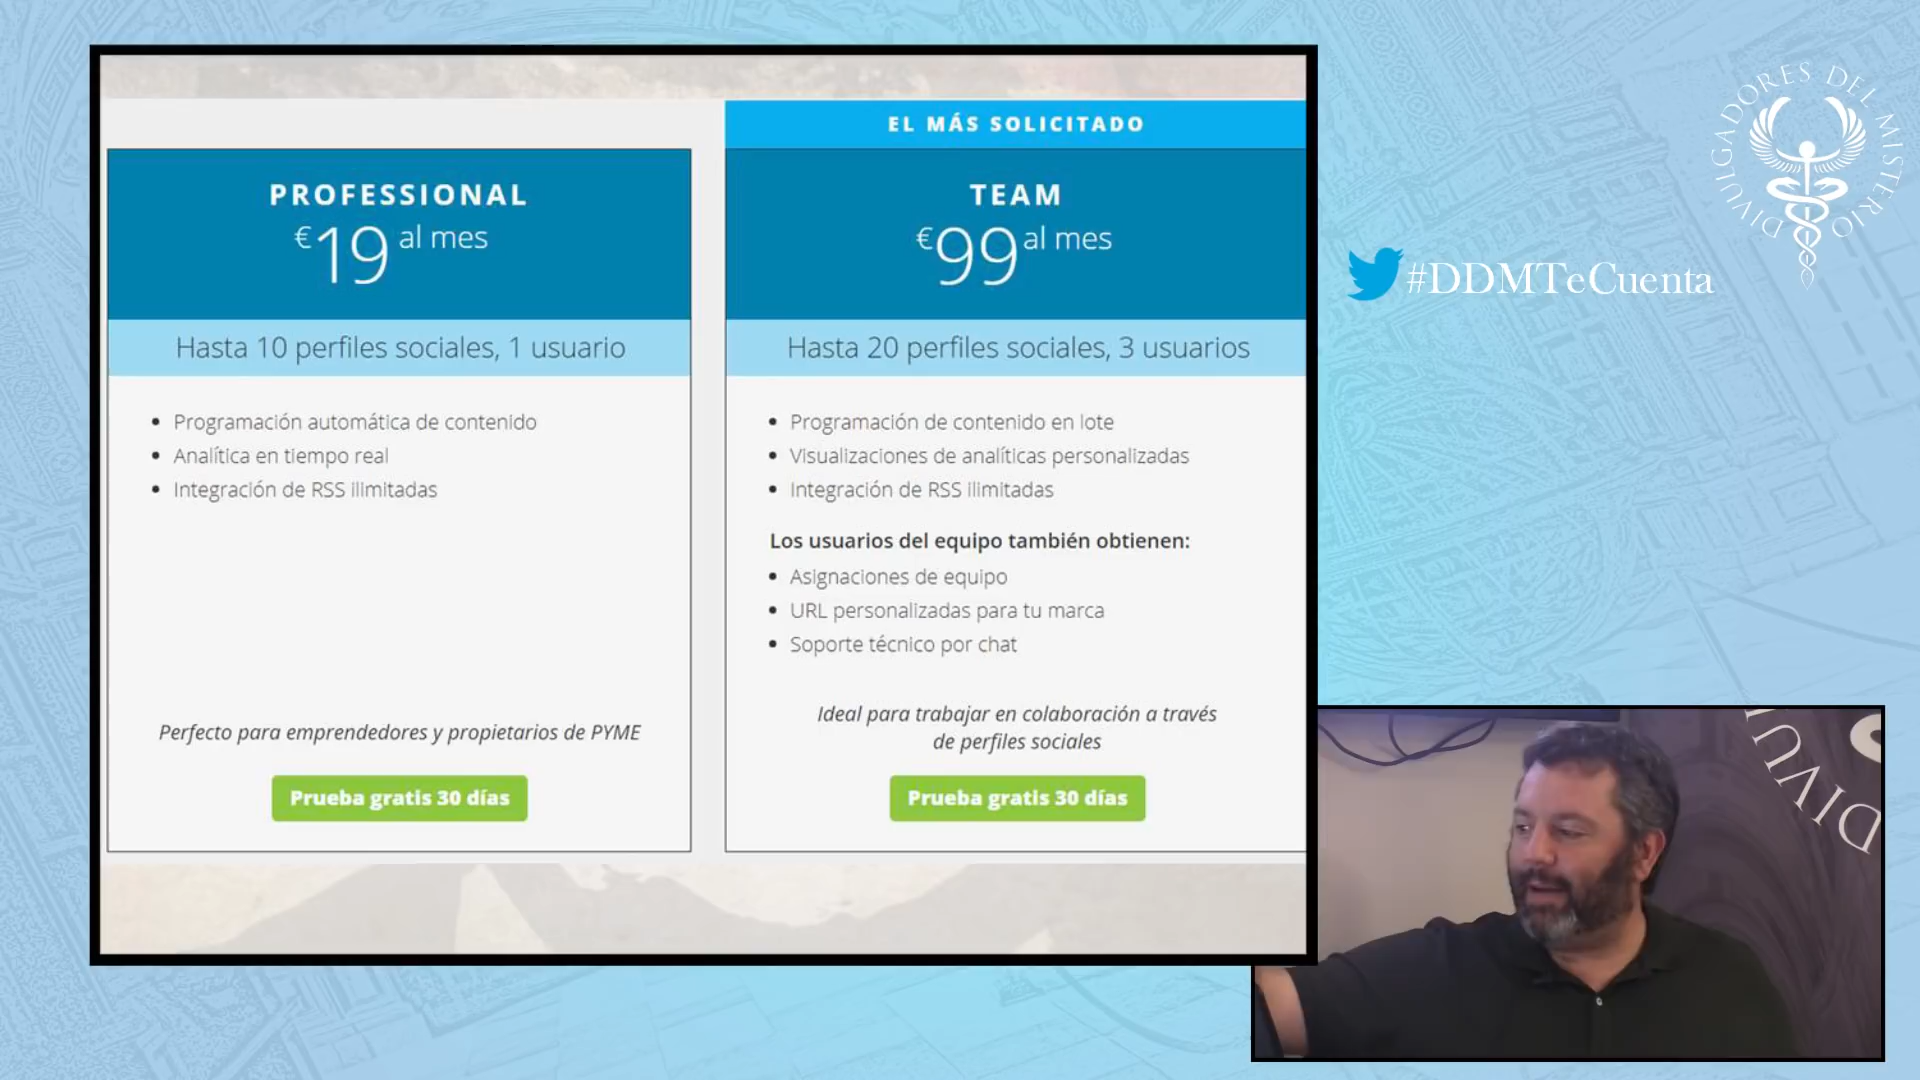 EL MÁS SOLICITADO
PROFESSIONAL
€19 al mes
Hasta 10 perfiles sociales, 1 usuario
Programación automática de contenido
Analítica en tiempo real
Integración de RSS ilimitadas
Perfecto para emprendedores y propietarios de PYME
Prueba gratis 30 días
TEAM
€99 al mes
Hasta 20 perfiles sociales, 3 usuarios
Programación de contenido en lote
Visualizaciones de analíticas personalizadas
Integración de RSS ilimitadas
Los usuarios del equipo también obtienen:
Asignaciones de equipo
URL personalizadas para tu marca
Soporte técnico por chat
Ideal para trabajar en colaboración a través
de perfiles sociales
Prueba gratis 30 días
DIVULGADORES DEL MISTERIO
#DDMTeCuenta
DIVU